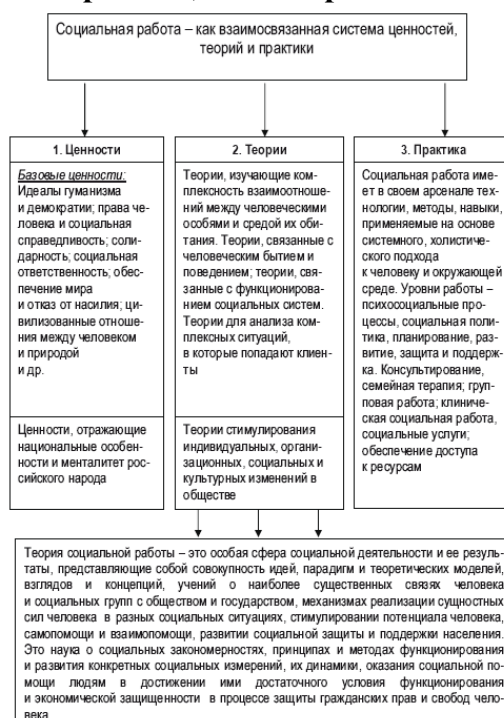 Социальная работа – как взаимосвязанная система ценностей,
теорий и практики
1. Ценности
Базовые ценности:
Идеалы гуманизма
и демократии; права че-
ловека и социальная
справедливость; соли-
дарность; социальная
ответственность; обес-
печение мира
и отказ от насилия; ци-
вилизованные отноше-
ния между человеком
и природой
и др.
Ценности, отражающие
национальные особен-
ности и менталитет рос-
сийского народа
2. Теории
Теории, изучающие ком-
плексность взаимоотноше-
ний между человеческими
особями и средой их оби-
тания. Теории, связанные с
человеческим бытием и
поведением; теории, свя-
занные с функционирова-
нием социальных систем.
Теории для анализа ком-
плексных ситуаций,
в которые попадают клиен-
ты
Теории стимулирования
индивидуальных, органи-
зационных, социальных и
культурных изменений в
обществе
3. Практика
Социальная работа име-
ет в своем арсенале тех-
нологии, методы, навыки,
применяемые на основе
системного, холистиче-
ского подхода
к человеку и окружающей
среде. Уровни работы –
психосоциальные про-
цессы, социальная поли-
тика, планирование, раз-
витие, защита и поддерж-
ка. Консультирование,
семейная терапия; груп-
повая работа; клиниче-
ская социальная работа,
социальные услуги;
обеспечение доступа
к ресурсам
Теория социальной работы – это особая сфера социальной деятельности и ее резуль-
таты, представляющие собой совокупность идей, парадигм и теоретических моделей,
взглядов и концепций, учений о наиболее существенных связях человека
и социальных групп с обществом и государством, механизмах реализации сущностных
сил человека в разных социальных ситуациях, стимулировании потенциала человека,
самопомощи и взаимопомощи, развитии социальной защиты и поддержки населения.
Это наука о социальных закономерностях, принципах и методах функционирования
и развития конкретных социальных измерений, их динамики, оказания социальной по-
мощи людям в достижении ими достаточного условия функционирования
и экономической защищенности в процессе защиты гражданских прав и свобод чело-
века